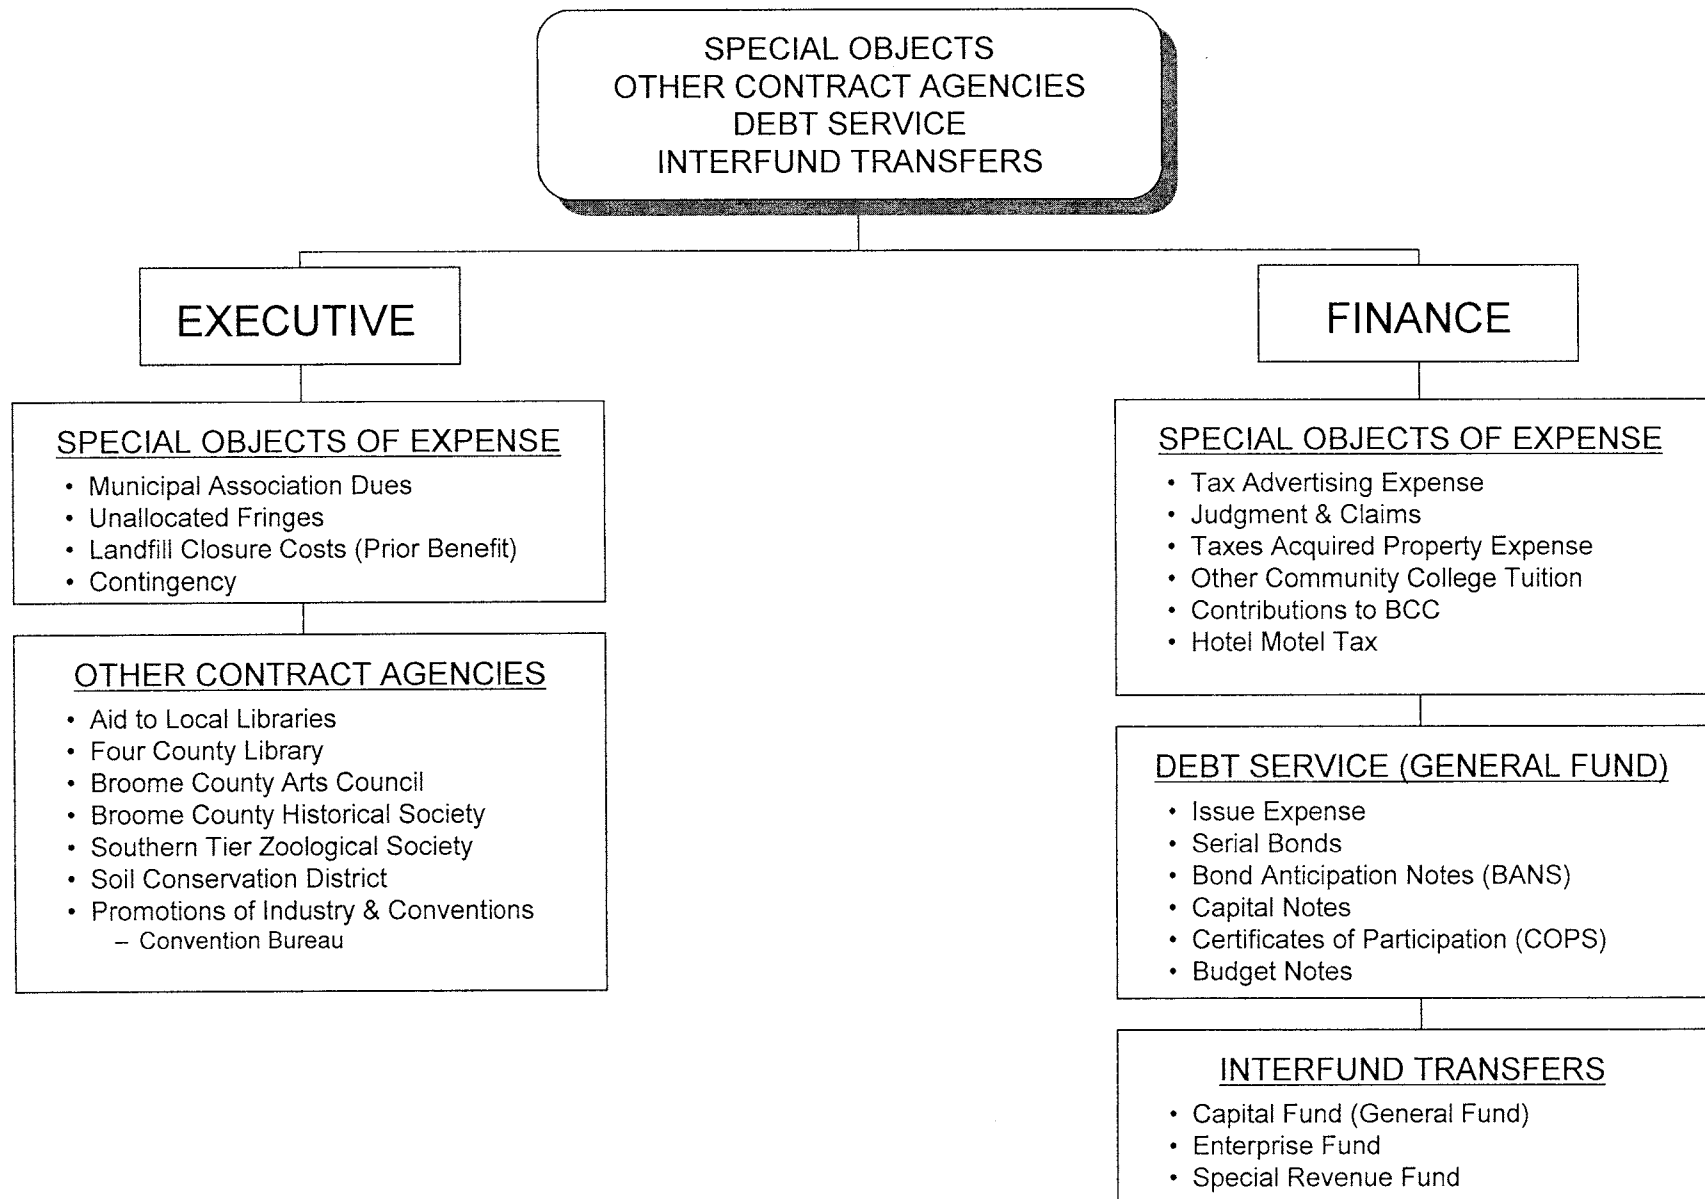 SPECIAL OBJECTS
OTHER CONTRACT AGENCIES
DEBT SERVICE
INTERFUND TRANSFERS
EXECUTIVE
SPECIAL OBJECTS OF EXPENSE
• Municipal Association Dues
• Unallocated Fringes
• Landfill Closure Costs (Prior Benefit)
• Contingency
OTHER CONTRACT AGENCIES
• Aid to Local Libraries
• Four County Library
• Broome County Arts Council
• Broome County Historical Society
• Southern Tier Zoological Society
• Soil Conservation District
• Promotions of Industry & Conventions
– Convention Bureau
FINANCE
SPECIAL OBJECTS OF EXPENSE
• Tax Advertising Expense
• Judgment & Claims
• Taxes Acquired Property Expense
• Other Community College Tuition
• Contributions to BCC
• Hotel Motel Tax
DEBT SERVICE (GENERAL FUND)
• Issue Expense
• Serial Bonds
• Bond Anticipation Notes (BANS)
• Capital Notes
• Certificates of Participation (COPS)
• Budget Notes
INTERFUND TRANSFERS
• Capital Fund (General Fund)
• Enterprise Fund
• Special Revenue Fund